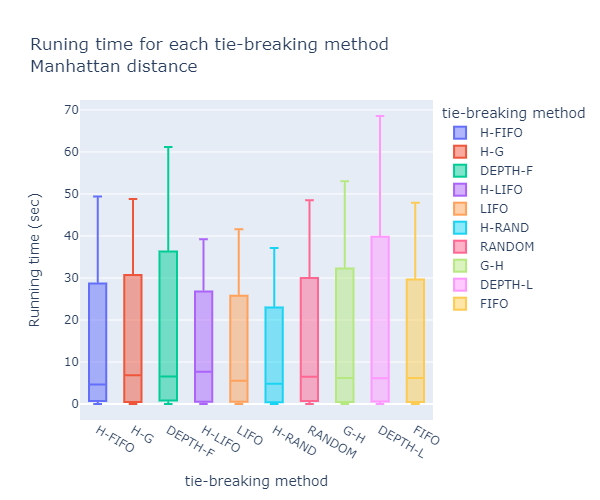 Runing time for each tie-breaking method
Manhattan distance
tie-breaking method
H-FIFO
H-G
DEPTH-F
H-LIFO
LIFO
H-RAND
RANDOM
G-H
DEPTH-L
FIFO
Running time (sec)
70
60
50
40
30
20
10
0
H-FIFO
H-G
DEPTH-F
H-LIFO
LIFO
H-RAND
RANDOM
G-H
DEPTH-L
FIFO
tie-breaking method